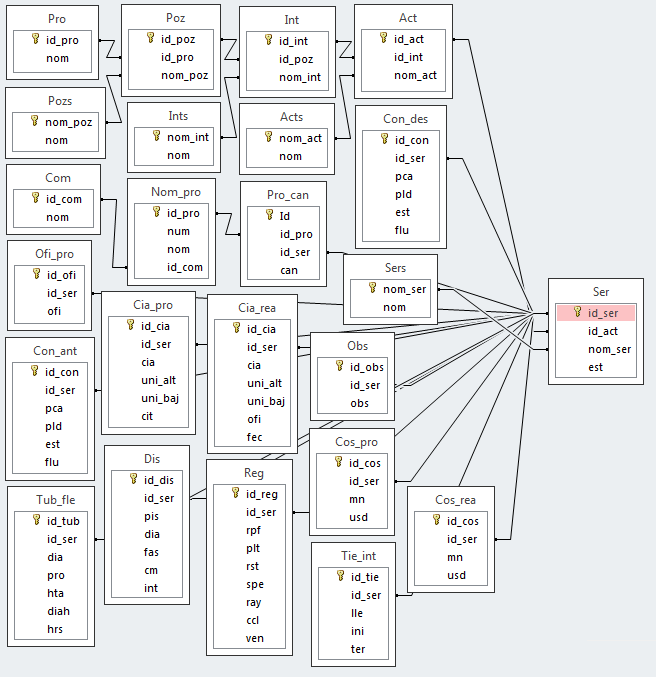 Pro
id_pro
nom
Poz
id_poz
id_pro
nom_poz
Int
id_int
id_poz
nom_int
Act
id_act
id_int
nom_act
Pozs
nom_poz
nom
Ints
nom_int
nom
Acts
nom_act
nom
Con_des
id_con
id_ser
pca
pld
est
flu
Com
id_com
nom
Nom_pro
id_pro
num
nom
id_com
Pro_can
Id
id_pro
id_ser
can
Ofi_pro
id_ofi
id_ser
ofi
Sers
nom_ser
nom
Ser
id_ser
id_act
nom_ser
est
Cia_pro
id_cia
id_ser
cia
uni_alt
uni_baj
cit
Cia_rea
id_cia
id_ser
cia
uni_alt
uni_baj
ofi
fec
Obs
id_obs
id_ser
obs
Con_ant
id_con
id_ser
pca
pld
est
flu
Cos_pro
id_cos
id_ser
mn
usd
Dis
id_dis
id_ser
pis
dia
fas
cm
int
Reg
id_reg
id_ser
rpf
plt
rst
spe
ray
ccl
ven
Tub_fle
id_tub
id_ser
dia
pro
hta
diah
hrs
Cos_rea
id_cos
id_ser
mn
usd
Tie_int
id_tie
id_ser
lle
ini
ter